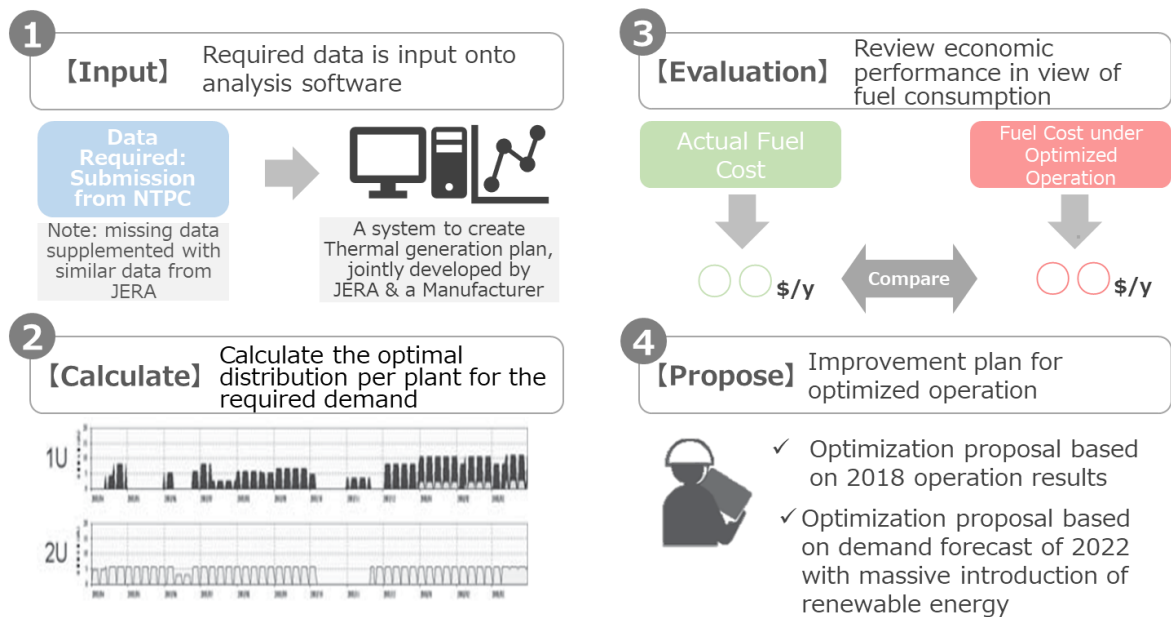 1
【Input】
Required data is input onto
analysis software
Data
Required:
Submission
from NTPC
Note: missing data
supplemented with
similar data from
JERA
A system to create
Thermal generation plan,
jointly developed by
JERA & a Manufacturer
2
【Calculate】
Calculate the optimal
distribution per plant for the
required demand
1U
2U
3
【Evaluation】
Review economic
performance in view of
fuel consumption
Actual Fuel
Cost
Fuel Cost under
Optimized
Operation
○○$/y
Compare
○○$/y
4
【Propose】
Improvement plan for
optimized operation
✓ Optimization proposal based
on 2018 operation results
✓ Optimization proposal based
on demand forecast of 2022
with massive introduction of
renewable energy